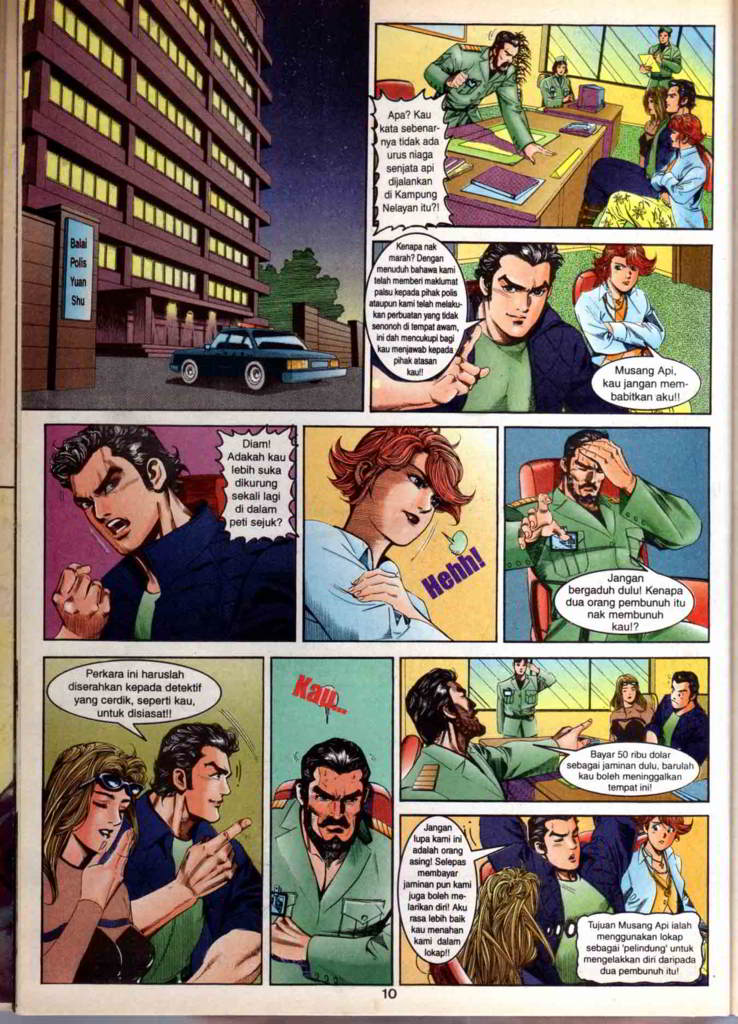 Balai
Polis
Yuan
Shu
Apa? Kau
kata sebenar-
nya tidak ada
urus niaga
senjata api
dijalankan
di Kampung
Nelayan itu?!
Kenapa nak
marah? Dengan
menuduh bahawa kami
telah memberi maklumat
palsu kepada pihak polis
ataupun kami telah melaku-
kan perbuatan yang tidak
senonoh di tempat awam,
ini dah mencukupi bagi
kau menjawab kepada
pihak atasan
kau!!
Musang Api,
kau jangan mem-
babitkan aku!!
Diam!
Adakah kau
lebih suka
dikurung
sekali lagi
di dalam
peti sejuk?
Hehh!
Jangan
bergaduh dulu! Kenapa
dua orang pembunuh itu
nak membunuh
kau!?
Perkara ini haruslah
diserahkan kepada detektif
yang cerdik, seperti kau,
untuk disiasat!!
Kau...
Bayar 50 ribu dolar
sebagai jaminan dulu, barulah
kau boleh meninggalkan
tempat ini!
Jangan
lupa kami ini
adalah orang
asing! Selepas
membayar
jaminan pun kami
juga boleh me-
larikan diri! Aku
rasa lebih baik
kau menahan
kami dalam
lokap!!
Tujuan Musang Api ialah
menggunakan lokap
sebagai 'pelindung' untuk
mengelakkan diri daripada
dua pembunuh itu!
10